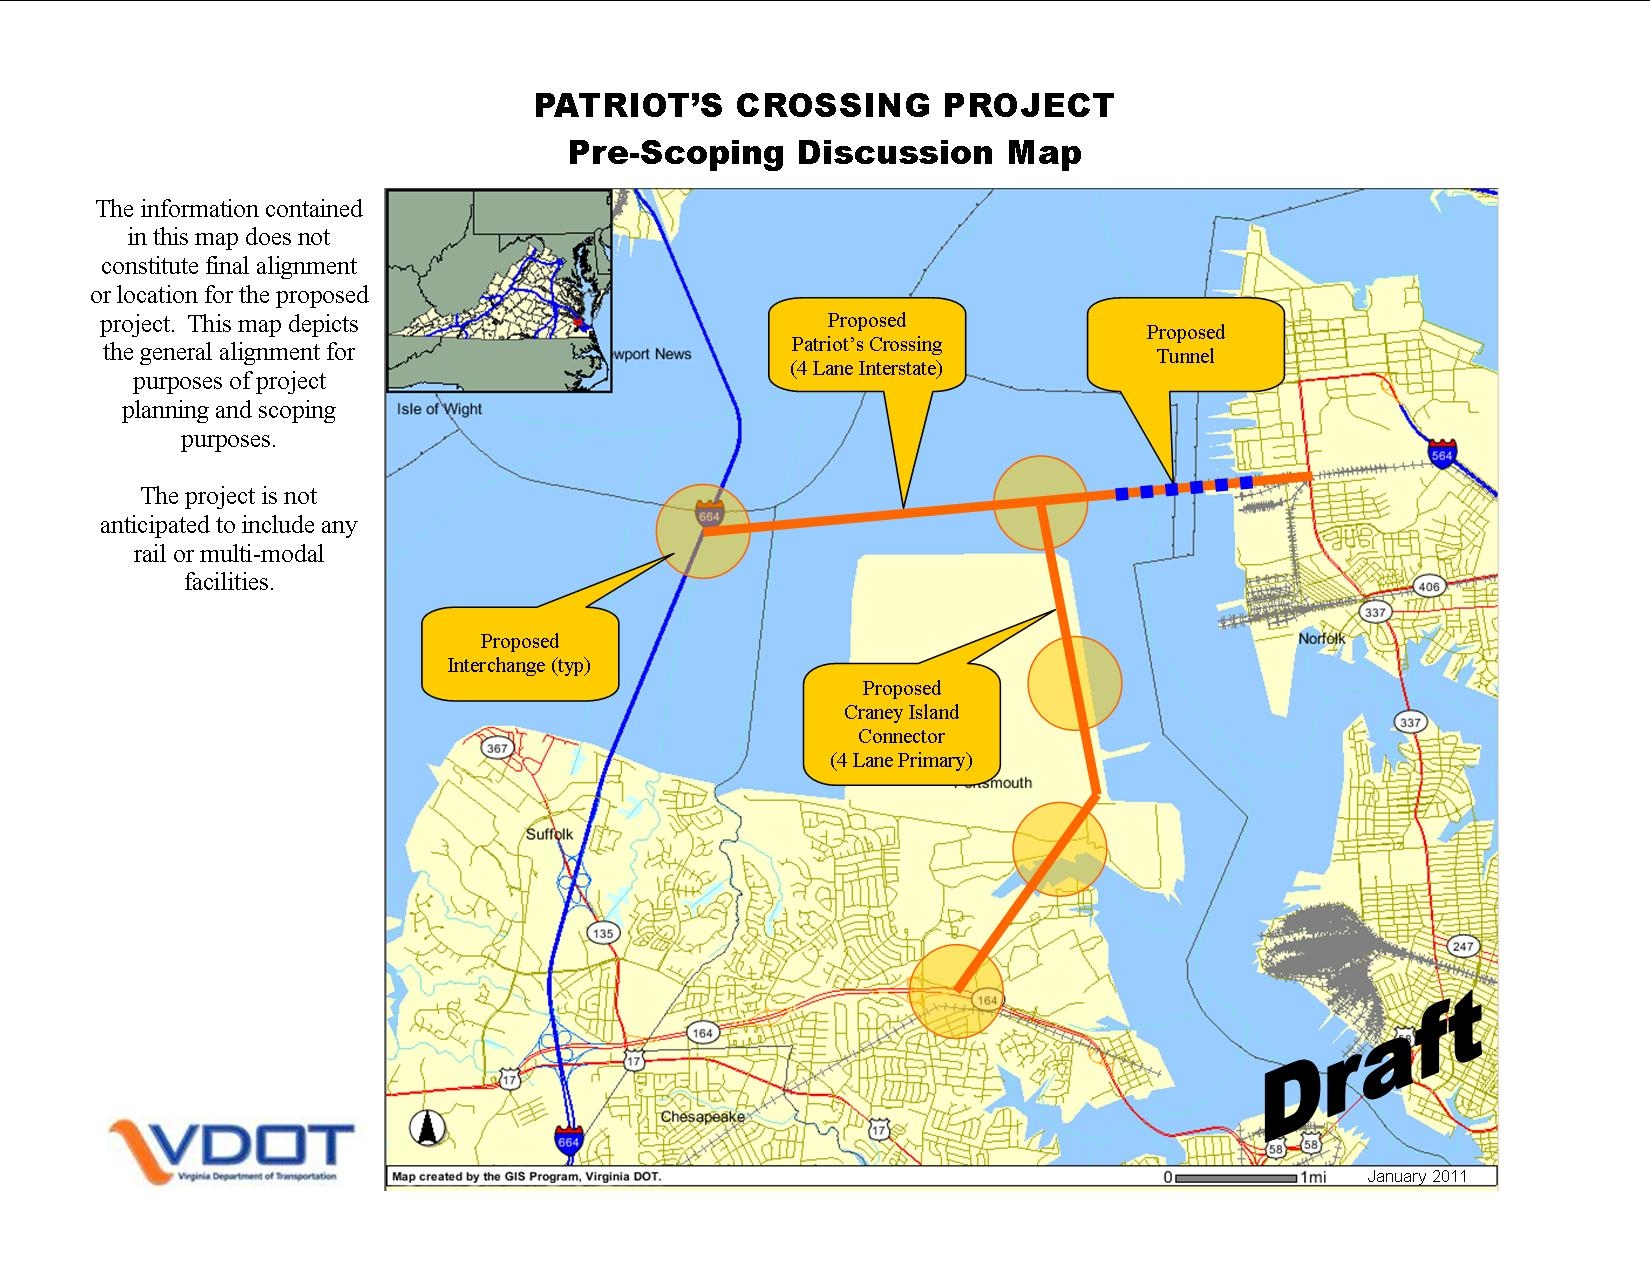 PATRIOT’S CROSSING PROJECT
Pre-Scoping Discussion Map
The information contained
in this map does not
constitute final alignment
or location for the proposed
project. This map depicts
the general alignment for
purposes of project
planning and scoping
purposes.
The project is not
anticipated to include any
rail or multi-modal
facilities.
wport News
Isle of Wight
Proposed
Patriot’s Crossing
(4 Lane Interstate)
Proposed
Tunnel
564
664
406
337
Norfolk
Proposed
Interchange (typ)
Proposed
Craney Island
Connector
(4 Lane Primary)
tsmouth
337
367
Suffolk
135
247
164
164
17
17
Chesapeake
17
664
58
58
Draft
VDOT
Virginia Department of Transportation
Map created by the GIS Program, Virginia DOT.
0 1mi
January 2011